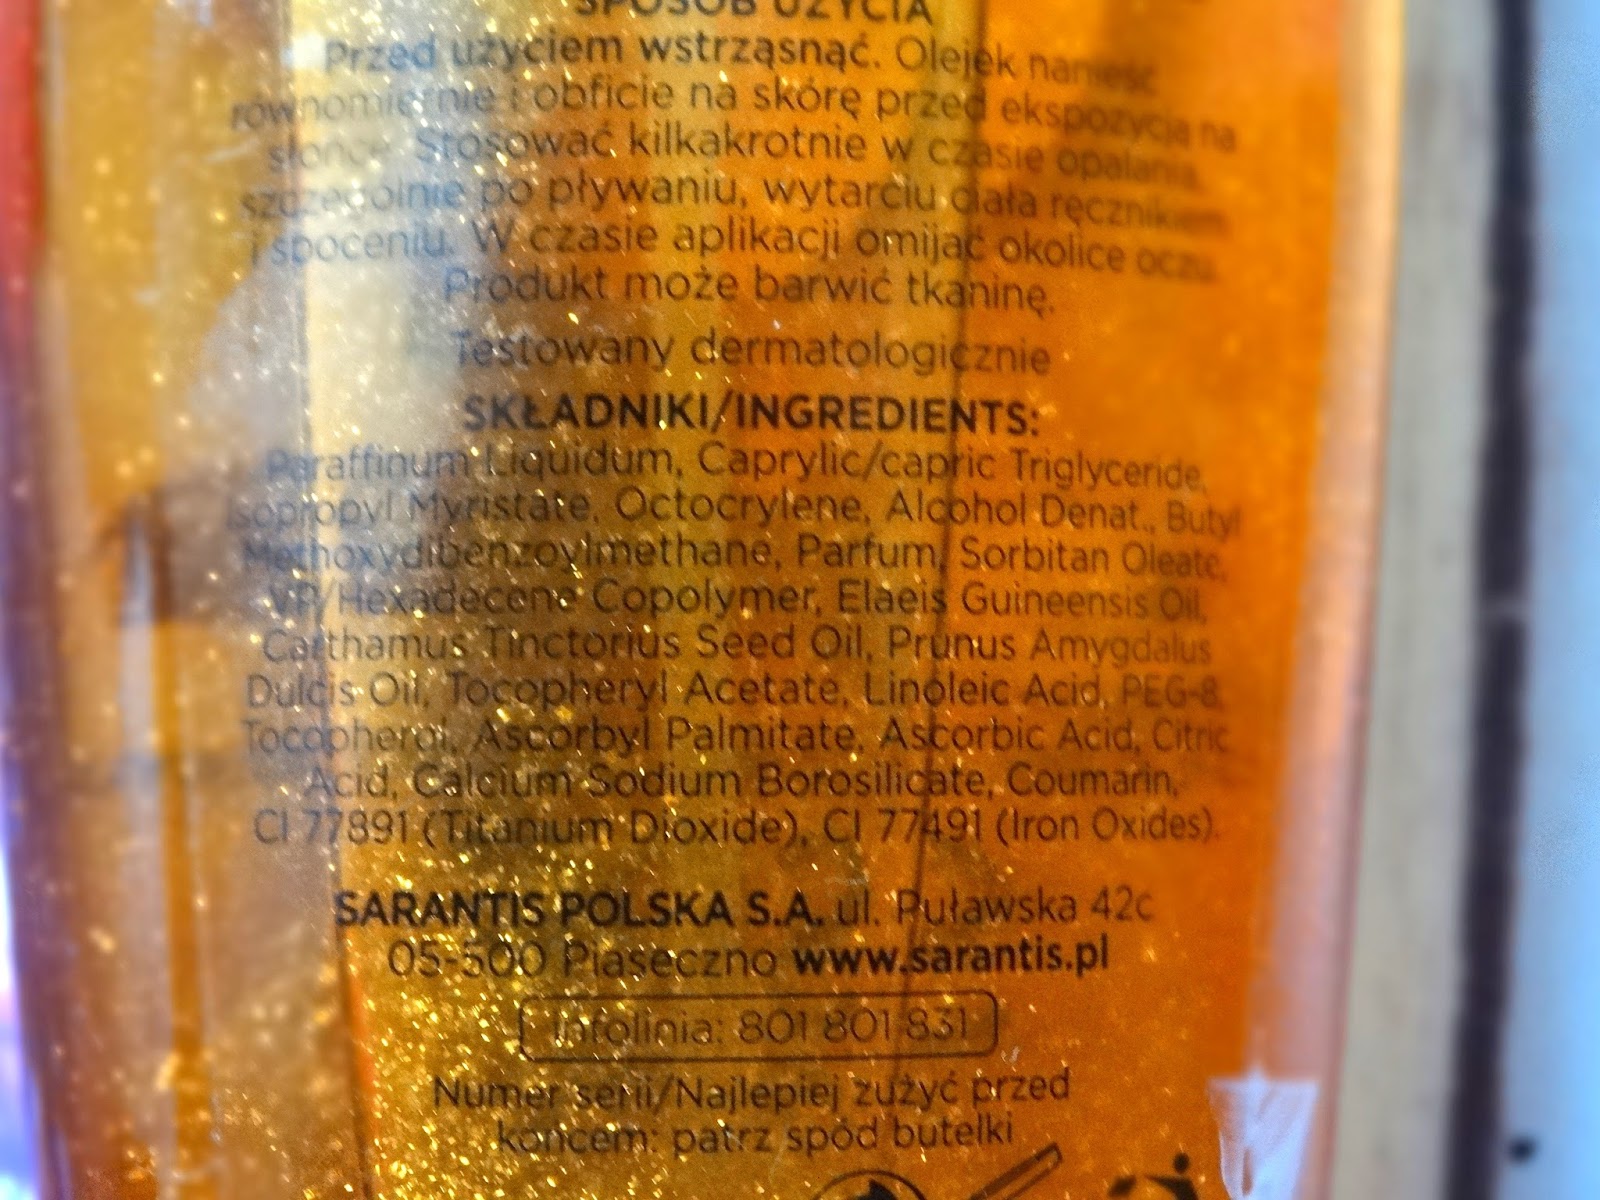 SPOSÓB UŻYCIA
Przed użyciem wstrząsnąć. Olejek nanieść
równomiernie i obficie na skórę przed ekspozycją na
słońce. Stosować kilkakrotnie w czasie opalania,
szczególnie po pływaniu, wytarciu ciała ręcznikiem
i spoceniu. W czasie aplikacji omijać okolice oczu.
Produkt może barwić tkaninę.
Testowany dermatologicznie
SKŁADNIKI/INGREDIENTS:
Paraffinum Liquidum, Caprylic/capric Triglyceride,
Isopropyl Myristate, Octocrylene, Alcohol Denat., Butyl
Methoxydibenzoylmethane, Parfum, Sorbitan Oleate,
VP/Hexadecene Copolymer, Elaeis Guineensis Oil,
Carthamus Tinctorius Seed Oil, Prunus Amygdalus
Dulcis Oil, Tocopheryl Acetate, Linoleic Acid, PEG-8,
Tocopherol, Ascorbyl Palmitate, Ascorbic Acid, Citric
Acid, Calcium Sodium Borosilicate, Coumarin,
CI 77891 (Titanium Dioxide), CI 77491 (Iron Oxides).
SARANTIS POLSKA S.A. ul. Puławska 42c
05-500 Piaseczno www.sarantis.pl
Infolinia: 801 801 831
Numer serii/Najlepiej zużyć przed
końcem: patrz spód butelki